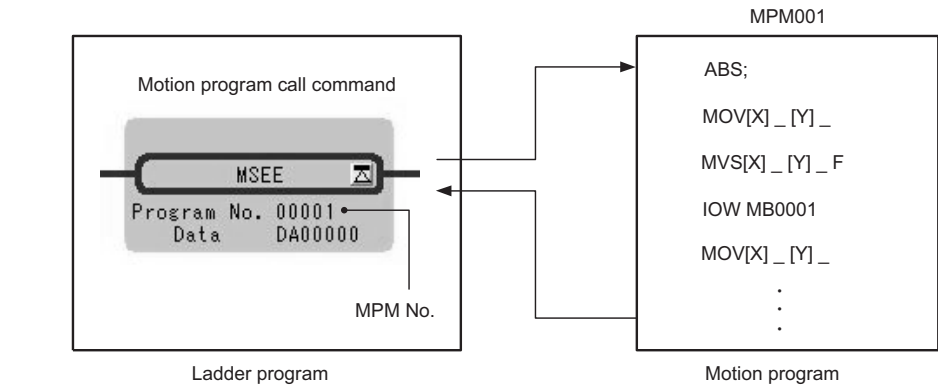 MPM001
Motion program call command
MSEE
Program No. 00001
Data DA00000
MPM No.
ABS;
MOV[X] _ [Y] _
MVS[X] _ [Y] _ F
IOW MB0001
MOV[X] _ [Y] _
.
.
.
Ladder program
Motion program